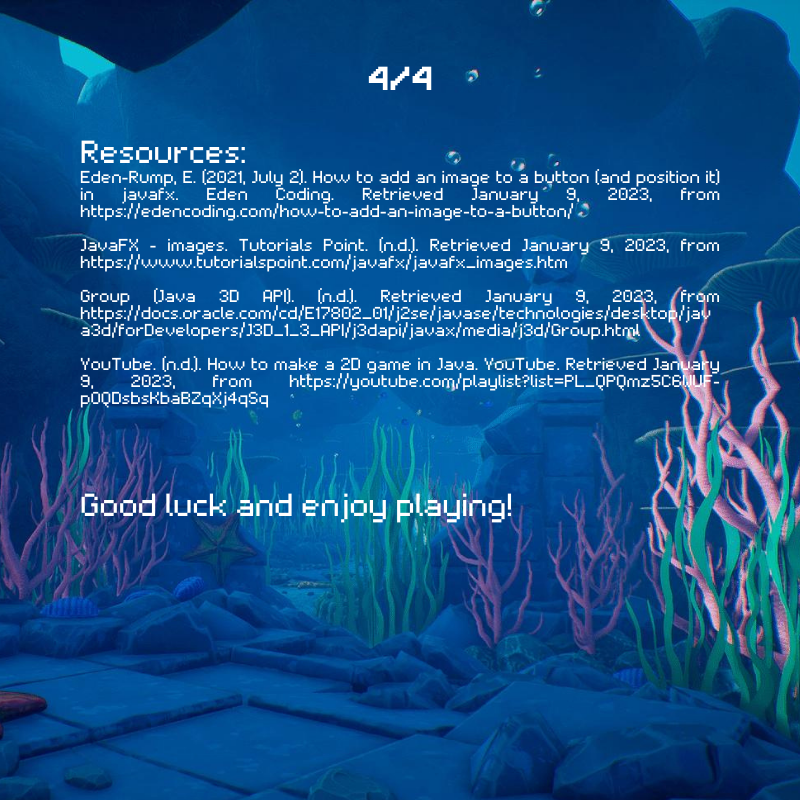 4/4
Resources:
Eden-Rump, E. (2021, July 2). How to add an image to a button (and position it)
in javafx. Eden Coding. Retrieved January 9, 2023, from
https://edencoding.com/how-to-add-an-image-to-a-button/
JavaFX - images. Tutorials Point. (n.d.). Retrieved January 9, 2023, from
https://www.tutorialspoint.com/javafx/javafx_images.htm
Group (Java 3D API). (n.d.). Retrieved January 9, 2023, from
https://docs.oracle.com/cd/E17802_01/j2se/javase/technologies/desktop/jav
a3d/forDevelopers/J3D_1_3_API/j3dapi/javax/media/j3d/Group.html
YouTube. (n.d.). How to make a 2D game in Java. YouTube. Retrieved January
9, 2023, from https://youtube.com/playlist?list=PL_QPQmz5C6WUF-
pOQDsbsKbaBZqXj4qSq
Good luck and enjoy playing!